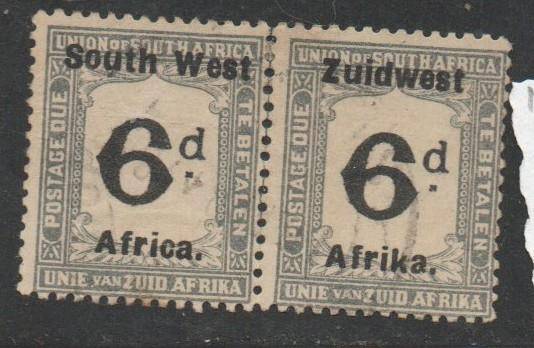 UNION OF SOUTH AFRICA
South West
POSTAGE DUE
6d.
TE BETALEN
Africa.
UNIE VAN ZUID AFRIKA
UNION OF SOUTH AFRICA
Zuidwest
POSTAGE DUE
6d.
TE BETALEN
Afrika.
UNIE VAN ZUID AFRIKA